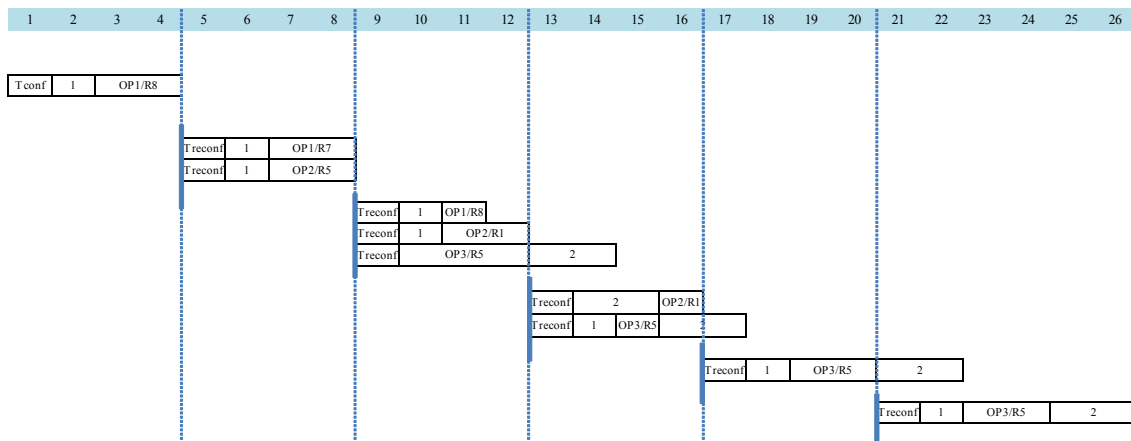 1 2 3 4 5 6 7 8 9 10 11 12 13 14 15 16 17 18 19 20 21 22 23 24 25 26
Tconf 1 OP1/R8
Treconf 1 OP1/R7
Treconf 1 OP2/R5
Treconf 1 OP1/R8
Treconf 1 OP2/R1
Treconf OP3/R5 2
Treconf 2 OP2/R1
Treconf 1 OP3/R5 2
Treconf 1 OP3/R5 2
Treconf 1 OP3/R5 2